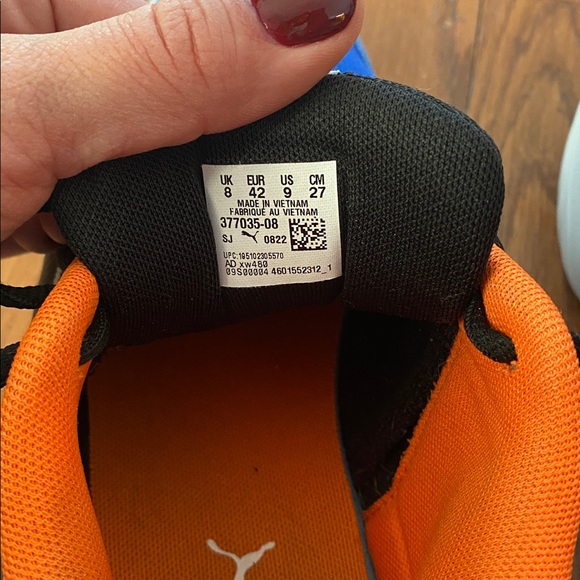 UK EUR US CM
8 42 9 27
MADE IN VIETNAM
FABRIQUÉ AU VIETNAM
377035-08
SJ 0822
UPC:195102305570
AD xw480
09S00004 4601552312_1